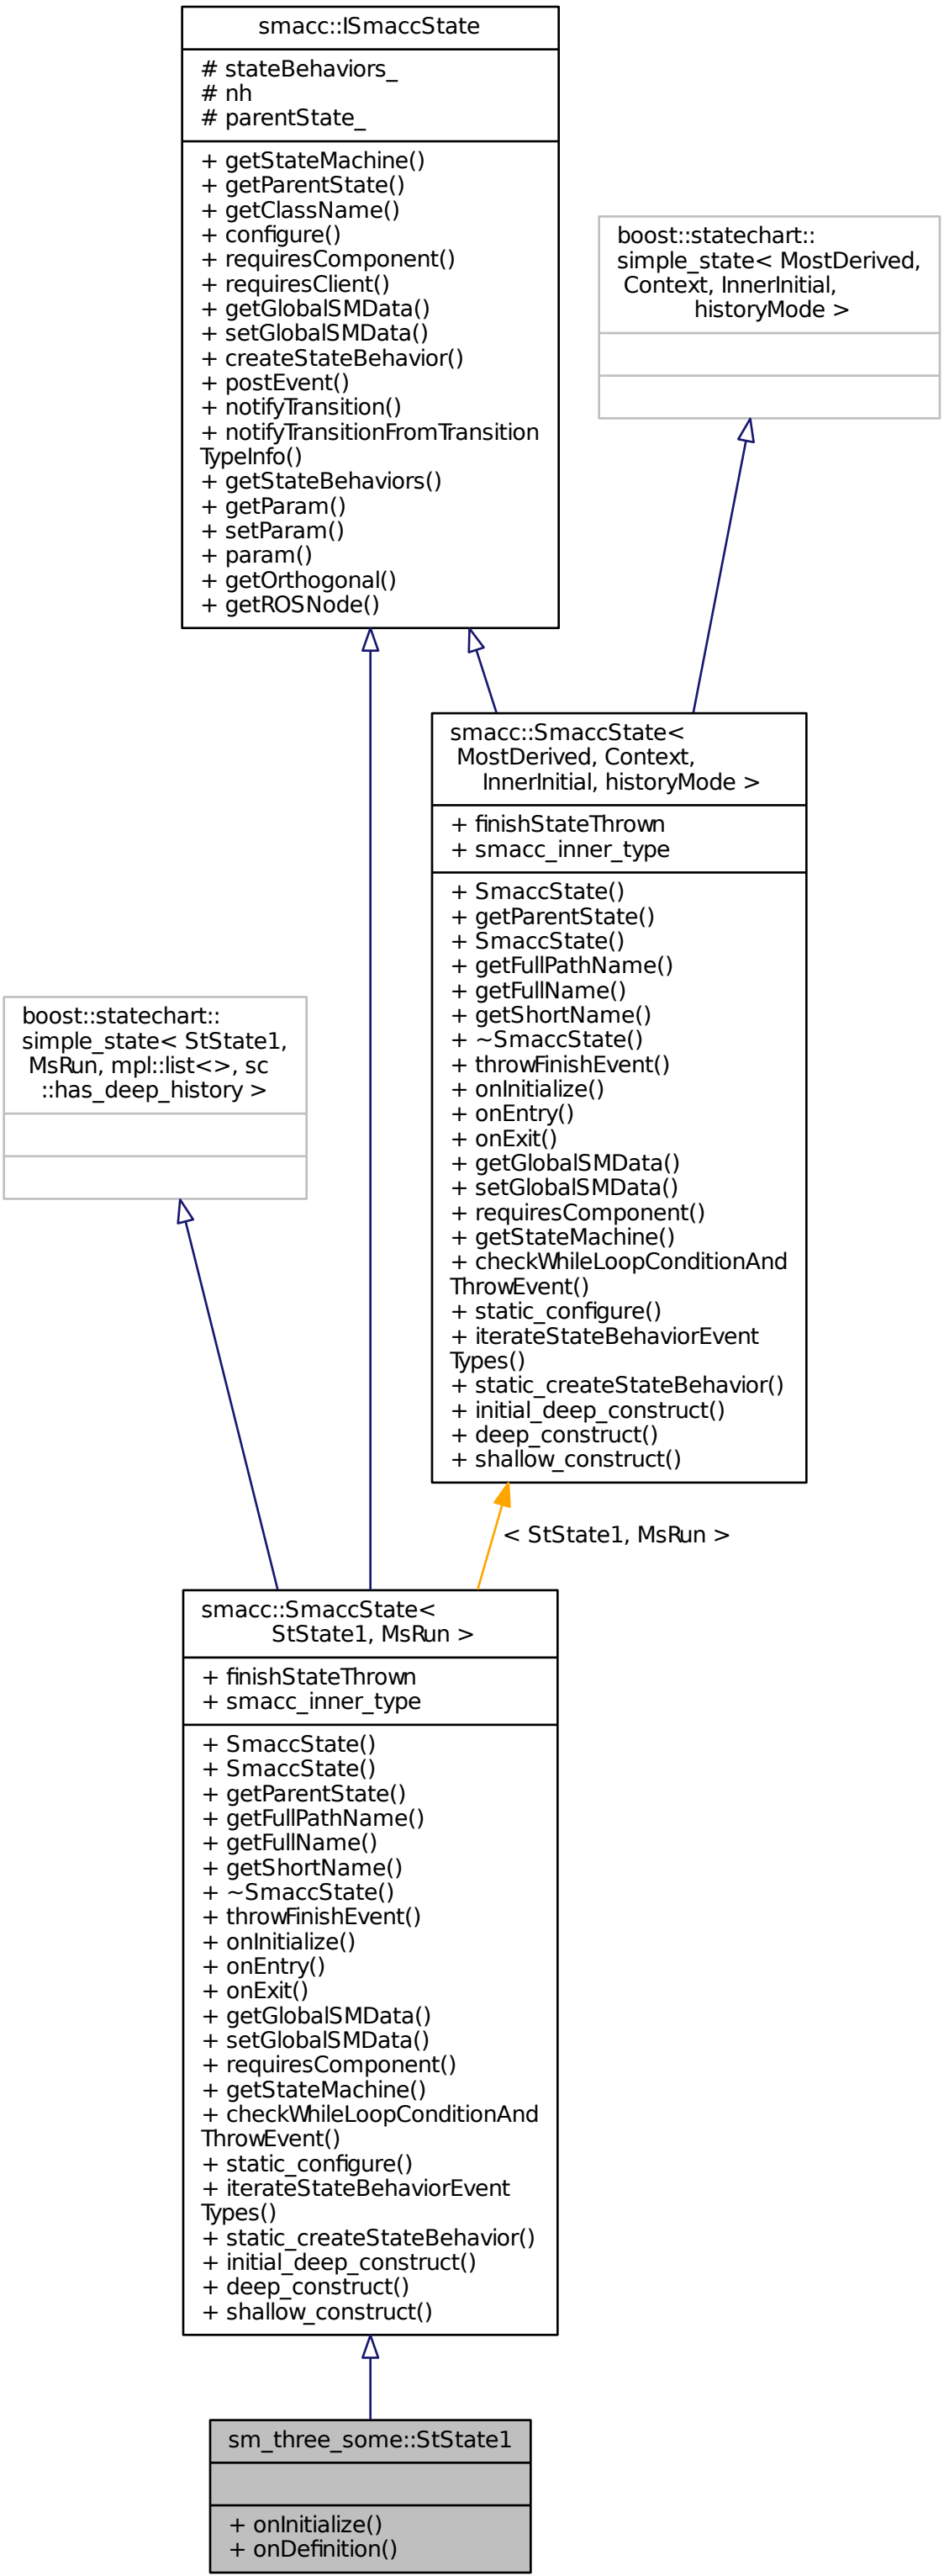 smacc::ISmaccState
# stateBehaviors_
# nh
# parentState_
+ getStateMachine()
+ getParentState()
+ getClassName()
+ configure()
+ requiresComponent()
+ requiresClient()
+ getGlobalSMData()
+ setGlobalSMData()
+ createStateBehavior()
+ postEvent()
+ notifyTransition()
+ notifyTransitionFromTransition
TypeInfo()
+ getStateBehaviors()
+ getParam()
+ setParam()
+ param()
+ getOrthogonal()
+ getROSNode()
boost::statechart::
simple_state< MostDerived,
Context, InnerInitial,
historyMode >
smacc::SmaccState<
MostDerived, Context,
InnerInitial, historyMode >
+ finishStateThrown
+ smacc_inner_type
+ SmaccState()
+ getParentState()
+ SmaccState()
+ getFullPathName()
+ getFullName()
+ getShortName()
+ ~SmaccState()
+ throwFinishEvent()
+ onInitialize()
+ onEntry()
+ onExit()
+ getGlobalSMData()
+ setGlobalSMData()
+ requiresComponent()
+ getStateMachine()
+ checkWhileLoopConditionAnd
ThrowEvent()
+ static_configure()
+ iterateStateBehaviorEvent
Types()
+ static_createStateBehavior()
+ initial_deep_construct()
+ deep_construct()
+ shallow_construct()
boost::statechart::
simple_state< StState1,
MsRun, mpl::list<>, sc
::has_deep_history >
< StState1, MsRun >
smacc::SmaccState<
StState1, MsRun >
+ finishStateThrown
+ smacc_inner_type
+ SmaccState()
+ SmaccState()
+ getParentState()
+ getFullPathName()
+ getFullName()
+ getShortName()
+ ~SmaccState()
+ throwFinishEvent()
+ onInitialize()
+ onEntry()
+ onExit()
+ getGlobalSMData()
+ setGlobalSMData()
+ requiresComponent()
+ getStateMachine()
+ checkWhileLoopConditionAnd
ThrowEvent()
+ static_configure()
+ iterateStateBehaviorEvent
Types()
+ static_createStateBehavior()
+ initial_deep_construct()
+ deep_construct()
+ shallow_construct()
sm_three_some::StState1
+ onInitialize()
+ onDefinition()